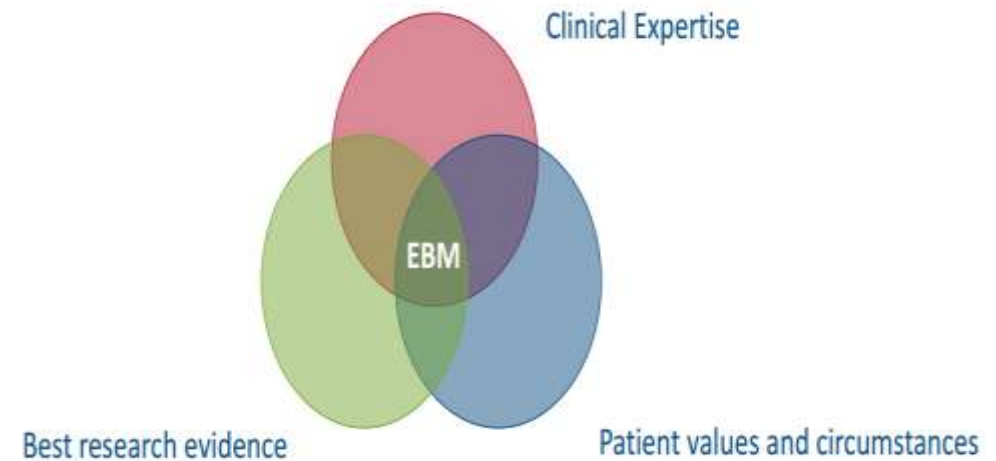 Clinical Expertise
EBM
Best research evidence
Patient values and circumstances